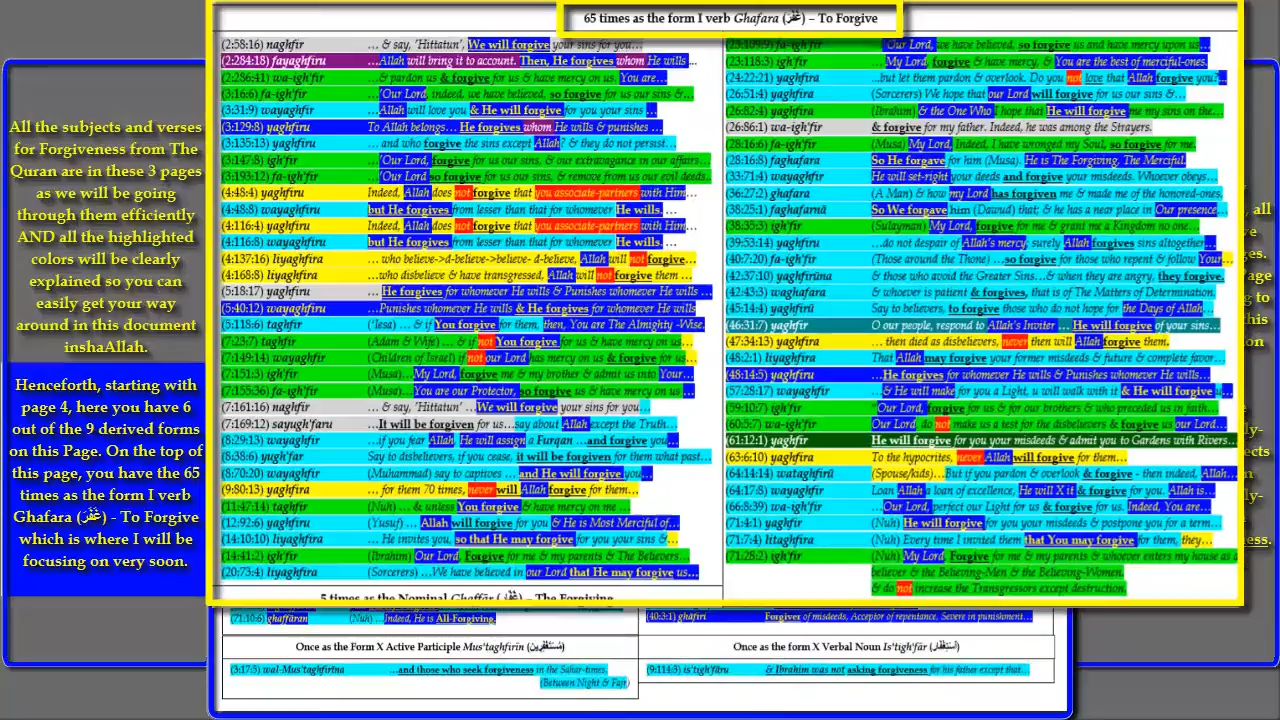 65 times as the form I verb Ghafara (غَفَرَ) – To Forgive
All the subjects and verses
for Forgiveness from The
Quran are in these 3 pages
as we will be going
through them efficiently
AND all the highlighted
colors will be clearly
explained so you can
easily get your way
around in this document
inshaAllah.
Henceforth, starting with
page 4, here you have 6
out of the 9 derived forms
on this Page. On the top of
this page, you have the 65
times as the form I verb
Ghafara (غَفَرَ) – To Forgive
which is where I will be
focusing on very soon.
(2:58:16) naghfir … & say, 'Hittatun', We will forgive your sins for you…
(2:284:18) fayaghfiru …Allah will bring it to account. Then, He forgives whom He wills …
(2:286:41) wa-igh'fir …& pardon us & forgive for us & have mercy on us. You are…
(3:16:6) fa-igh'fir …'Our Lord, indeed, we have believed, so forgive for us our sins &…
(3:31:9) wayaghfir …Allah will love you & He will forgive for you your sins …
(3:129:8) yaghfiru To Allah belongs… He forgives whom He wills & punishes …
(3:135:13) yaghfiru … and who forgive the sins except Allah? & they do not persist…
(3:147:8) igh'fir …'Our Lord, forgive for us our sins, & our extravagance in our affairs…
(3:193:12) fa-igh'fir …'Our Lord so forgive for us our sins, & remove from us our evil deeds..
(4:48:4) yaghfiru Indeed, Allah does not forgive that you associate-partners with Him…
(4:48:8) wayaghfiru but He forgives from lesser than that for whomever He wills. …
(4:116:4) yaghfiru Indeed, Allah does not forgive that you associate-partners with Him…
(4:116:8) wayaghfiru but He forgives from lesser than that for whomever He wills. …
(4:137:16) liyaghfira … who believe->d-believe->believe- d-believe, Allah will not forgive…
(4:168:8) liyaghfira …who disbelieve & have transgressed, Allah will not forgive them …
(5:18:17) yaghfiru … He forgives for whomever He wills & Punishes whomever He wills …
(5:40:12) wayaghfiru …Punishes whomever He wills & He forgives for whomever He wills
(5:118:6) taghfir ('Iesa) … & if You forgive for them, then, You are The Almighty -Wise.
(7:23:7) taghfir (Adam & Wife) … & if not You forgive for us & have mercy on us…
(7:149:14) wayaghfir (Children of Israel) if not our Lord has mercy on us & forgive for us…
(7:151:3) igh'fir (Musa)…My Lord, forgive me & my brother & admit us into Your…
(7:155:36) fa-igh'fir (Musa)…You are our Protector, so forgive us & have mercy on us …
(7:161:16) naghfir … & say, 'Hittatun' …We will forgive your sins for you…
(7:169:12) sayugh'faru …It will be forgiven for us…say about Allah except the Truth…
(8:29:13) wayaghfir …if you fear Allah, He will assign a Furqan …and forgive you…
(8:38:6) yugh'far Say to disbelievers, if you cease, it will be forgiven for them what past…
(8:70:20) wayaghfir (Muhammad) say to captives … and He will forgive you…
(9:80:13) yaghfira … for them 70 times, never will Allah forgive for them…
(11:47:14) taghfir (Nuh) … & unless You forgive & have mercy on me …
(12:92:6) yaghfiru (Yusuf) … Allah will forgive for you & He is Most Merciful of…
(14:10:10) liyaghfira … He invites you, so that He may forgive for you your sins &…
(14:41:2) igh'fir (Ibrahim) Our Lord, Forgive for me & my parents & The Believers…
(20:73:4) liyaghfira (Sorcerers) …We have believed in our Lord that He may forgive us…
(23:109:9) fa-igh'fir 'Our Lord, we have believed, so forgive us and have mercy upon us…
(23:118:3) igh'fir … My Lord, forgive & have mercy, & You are the best of merciful-ones.
(24:22:21) yaghfira …but let them pardon & overlook. Do you not love that Allah forgive you?…
(26:51:4) yaghfira (Sorcerers) We hope that our Lord will forgive for us our sins &…
(26:82:4) yaghfira (Ibrahim) & the One Who I hope that He will forgive me my sins on the…
(26:86:1) wa-igh'fir & forgive for my father. Indeed, he was among the Strayers.
(28:16:6) fa-igh'fir (Musa) My Lord, Indeed, I have wronged my Soul, so forgive for me.
(28:16:8) faghafara So He forgave for him (Musa). He is The Forgiving, The Merciful.
(33:71:4) wayaghfir He will set-right your deeds and forgive your misdeeds. Whoever obeys…
(36:27:2) ghafara (A Man) & how my Lord has forgiven me & made me of the honored-ones.
(38:25:1) faghafarnā So We forgave him (Dawud) that; & he has a near place in Our presence…
(38:35:3) igh'fir (Sulayman) My Lord, forgive for me & grant me a Kingdom no one…
(39:53:14) yaghfiru …do not despair of Allah's mercy; surely Allah forgives sins altogether…
(40:7:20) fa-igh'fir (Those around the Thone) …so forgive for those who repent & follow Your…
(42:37:10) yaghfirūna & those who avoid the Greater Sins…& when they are angry, they forgive.
(42:43:3) waghafara & whoever is patient & forgives, that is of The Matters of Determination.
(45:14:4) yaghfirū Say to believers, to forgive those who do not hope for the Days of Allah…
(46:31:7) yaghfir O our people, respond to Allah's Inviter … He will forgive of your sins…
(47:34:13) yaghfira … then died as disbelievers, never then will Allah forgive them.
(48:2:1) liyaghfira That Allah may forgive your former misdeeds & future & complete favor…
(48:14:5) yaghfiru …He forgives for whomever He wills & Punishes whomever He wills…
(57:28:17) wayaghfir …& He will make for you a Light, u will walk with it & He will forgive u…
(59:10:7) igh'fir 'Our Lord, forgive for us & for our brothers & who preceded us in faith…
(60:5:7) wa-igh'fir Our Lord, do not make us a test for the disbelievers & forgive us our Lord…
(61:12:1) yaghfir He will forgive for you your misdeeds & admit you to Gardens with Rivers…
(63:6:10) yaghfira To the hypocrites, never Allah will forgive for them…
(64:14:14) wataghfirū (Spouse/kids)…But if you pardon & overlook & forgive - then indeed, Allah…
(64:17:8) wayaghfir Loan Allah a loan of excellence, He will X it & forgive for you. Allah is…
(66:8:39) wa-igh'fir …Our Lord, perfect our Light for us & forgive for us. Indeed, You are…
(71:4:1) yaghfir (Nuh) He will forgive for you your misdeeds & postpone you for a term…
(71:7:4) litaghfira (Nuh) Every time I invited them that You may forgive for them, they…
(71:28:2) igh'fir (Nuh) My Lord, Forgive for me & my parents & whoever enters my house as a
believer & the Believing-Men & the Believing-Women.
& do not increase the Transgressors except destruction.
5 times as the Nominal Ghaffār (غَفَّار) – The Forgiving
(71:10:6) ghaffāran (Nuh) …Indeed, He is All-Forgiving.
(40:3:1) ghāfiri Forgiver of misdeeds, Acceptor of repentance, Severe in punishment…
Once as the Form X Active Participle Mus'taghfirīn (مُسْتَغْفِرِين)
Once as the form X Verbal Noun Is'tigh'fār (ٱسْتِغْفَار)
(3:17:5) wal-Mus'taghfirīna …and those who seek forgiveness in the Sahar-times,
(Between Night & Fajr)
(9:114:3) is'tigh'fāru & Ibrahim was not asking forgiveness for his father except that…